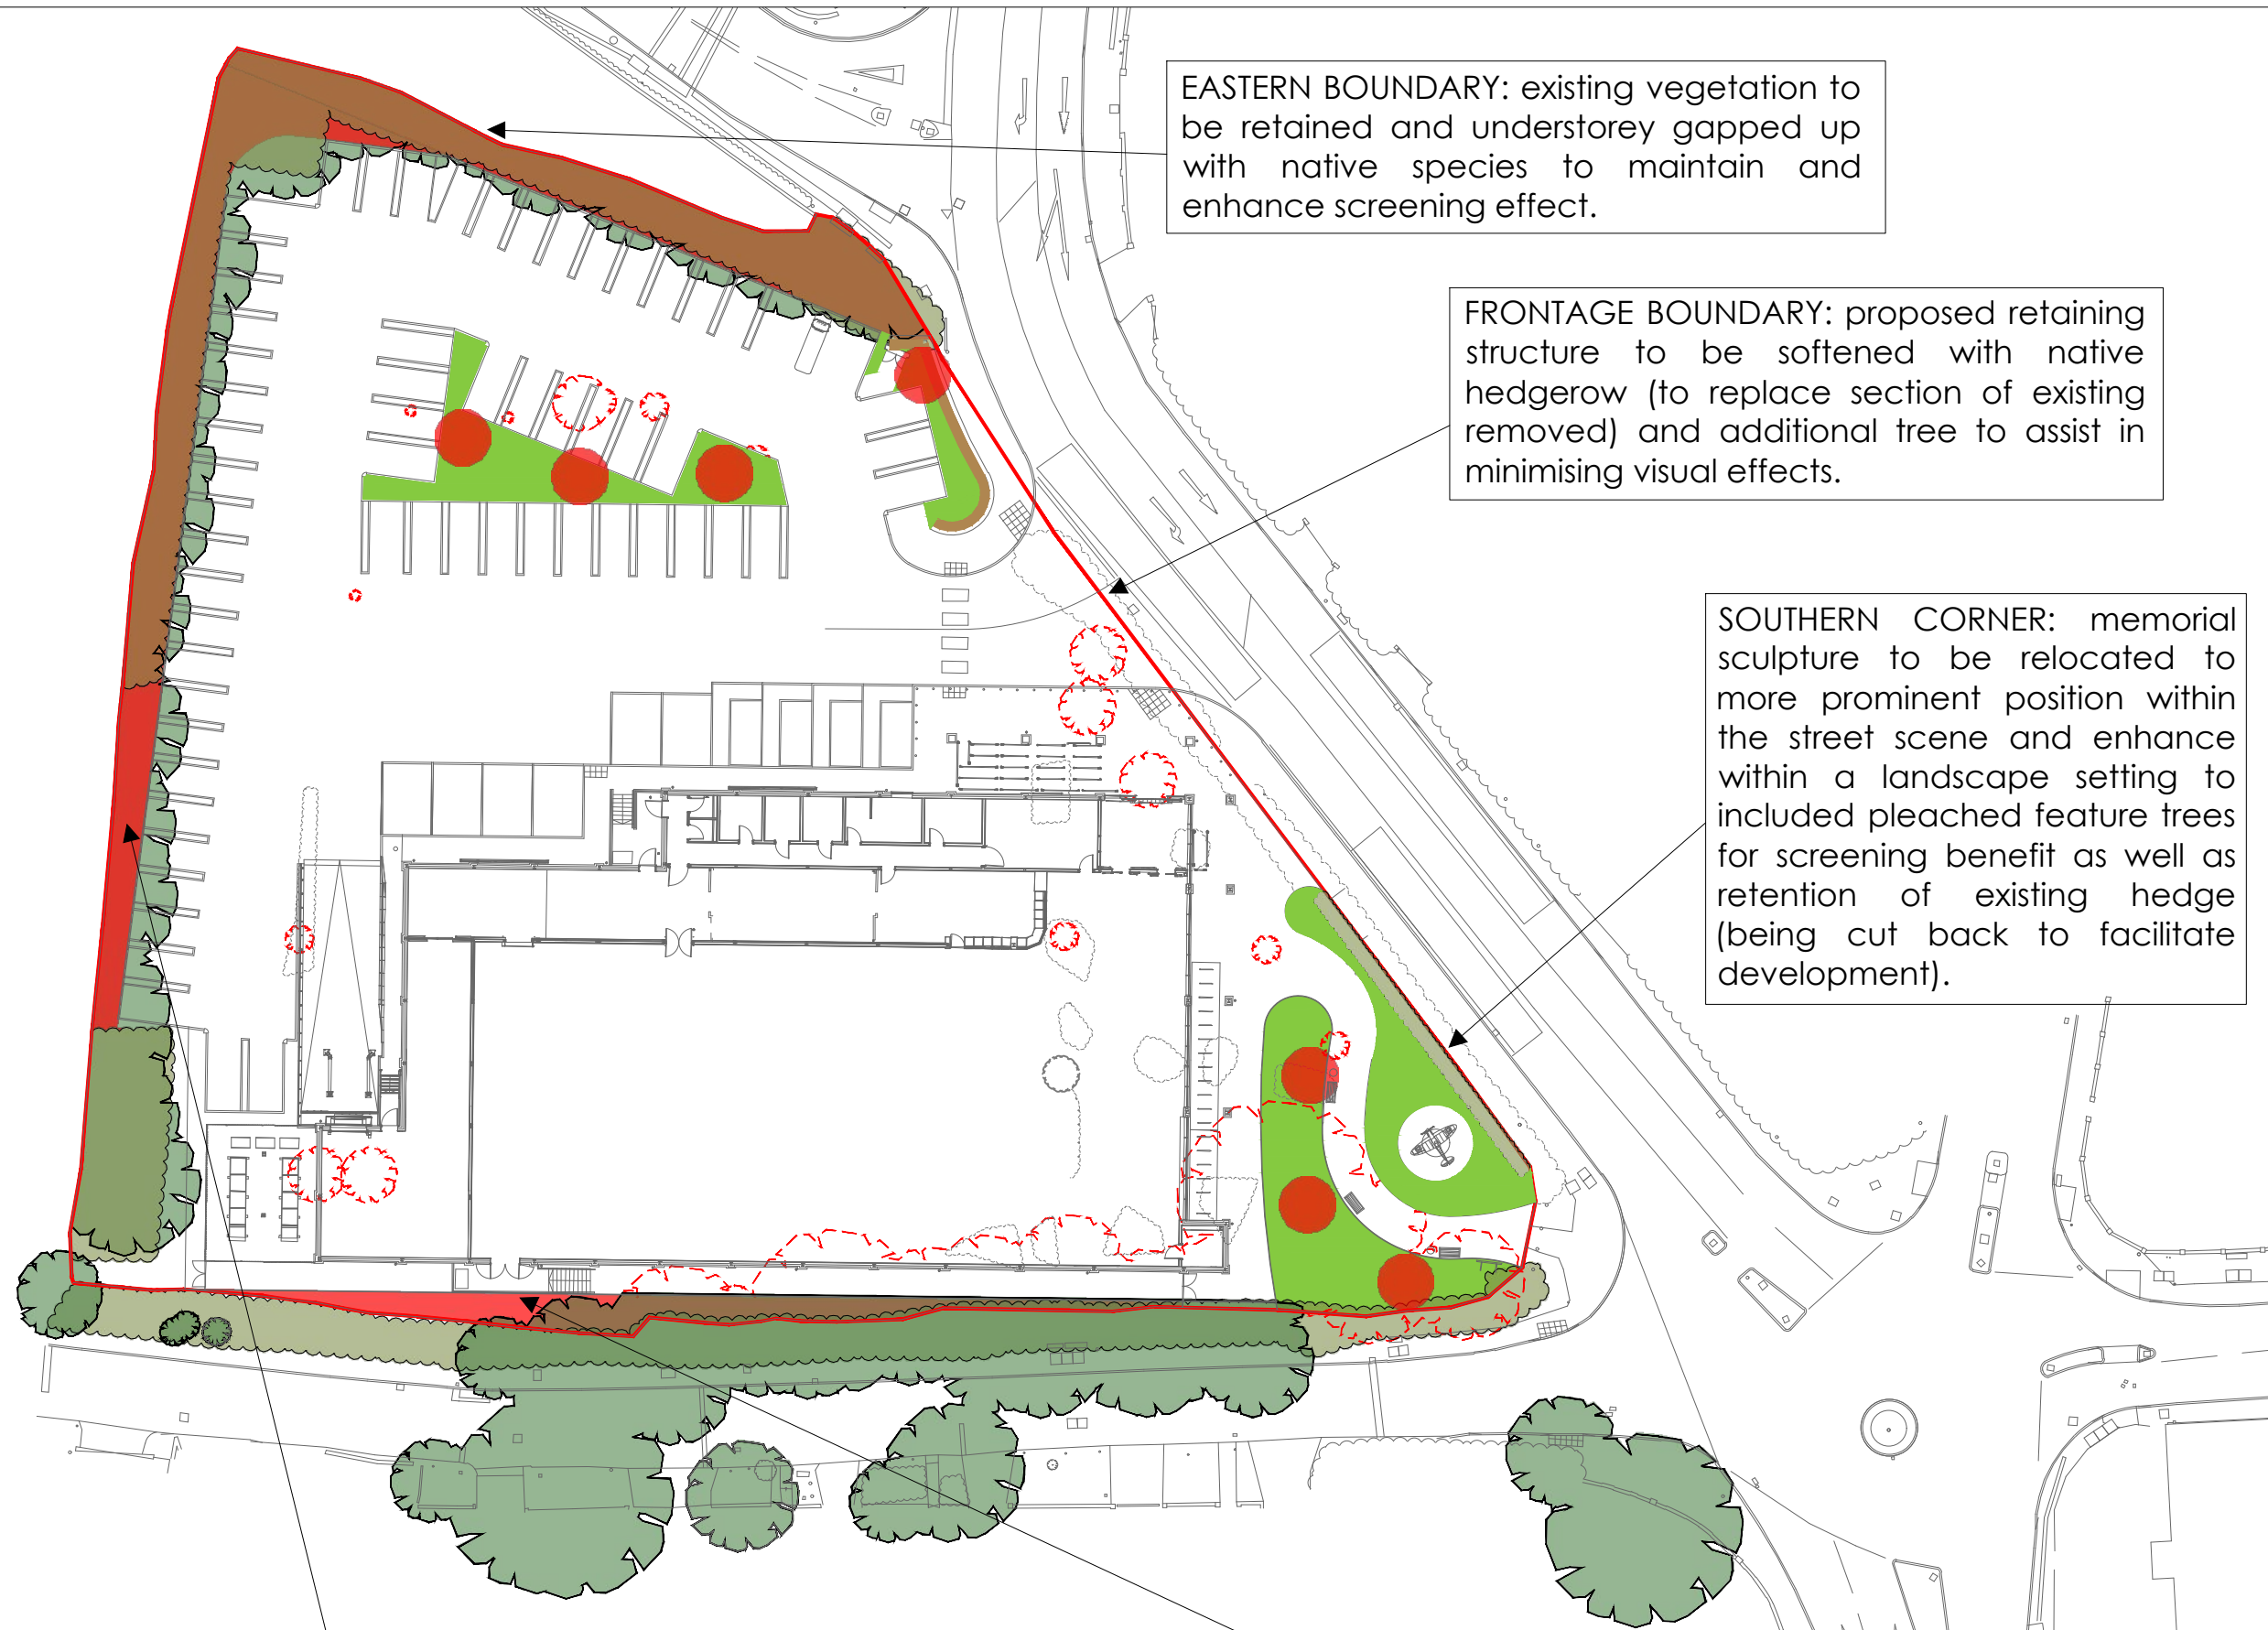 EASTERN BOUNDARY: existing vegetation to
be retained and understorey gapped up
with native species to maintain and
enhance screening effect.
FRONTAGE BOUNDARY: proposed retaining
structure to be softened with native
hedgerow (to replace section of existing
removed) and additional tree to assist in
minimising visual effects.
SOUTHERN CORNER: memorial
sculpture to be relocated to
more prominent position within
the street scene and enhance
within a landscape setting to
included pleached feature trees
for screening benefit as well as
retention of existing hedge
(being cut back to facilitate
development).